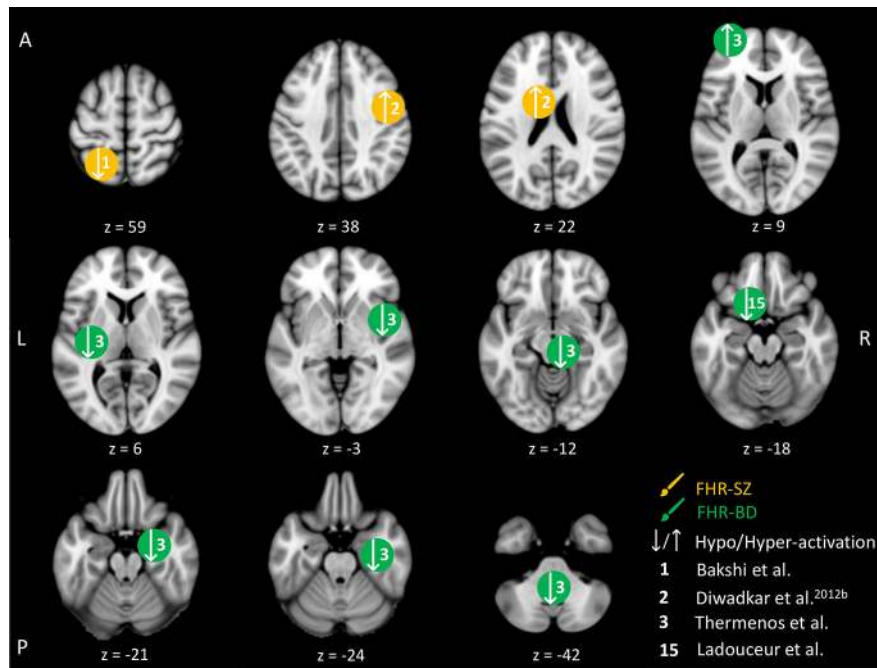 A
1
2
2
3
z = 59
z = 38
z = 22
z = 9
L
3
3
3
15
R
z = 6
z = -3
z = -12
z = -18
3
3
3
FHR-SZ
FHR-BD
↓/↑ Hypo/Hyper-activation
1 Bakshi et al.
2 Diwadkar et al.2012b
3 Thermenos et al.
15 Ladouceur et al.
P
z = -21
z = -24
z = -42